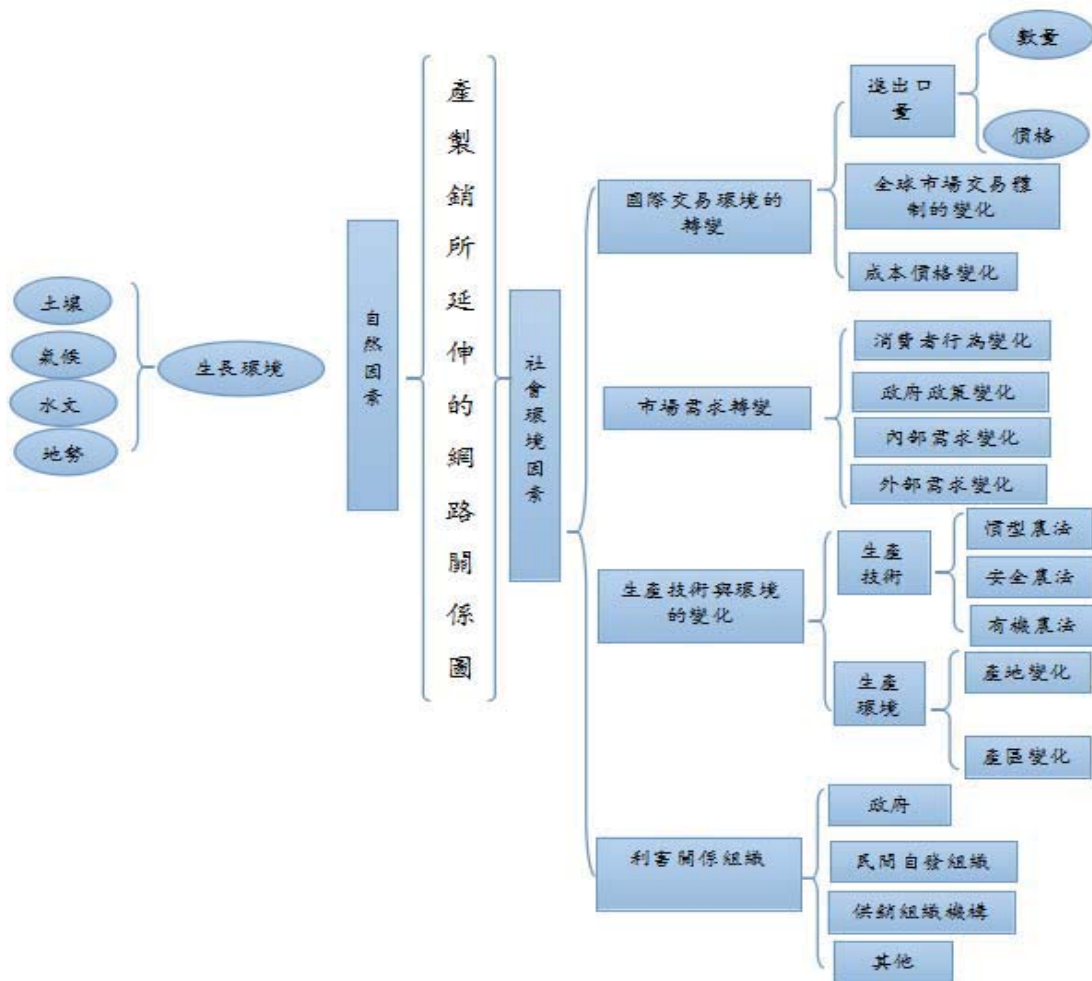 土壤
氣候
水文
地勢
生長環境
自
然
因
素
產
製
銷
所
延
伸
的
網
路
關
係
圖
社
會
環
境
因
素
國際交易環境的
轉變
進出口
量
數量
價格
全球市場交易體
制的變化
成本價格變化
市場需求轉變
消費者行為變化
政府政策變化
內部需求變化
外部需求變化
生產技術與環境
的變化
生產
技術
慣型農法
安全農法
有機農法
生產
環境
產地變化
產區變化
利害關係組織
政府
民間自發組織
供銷組織機構
其他